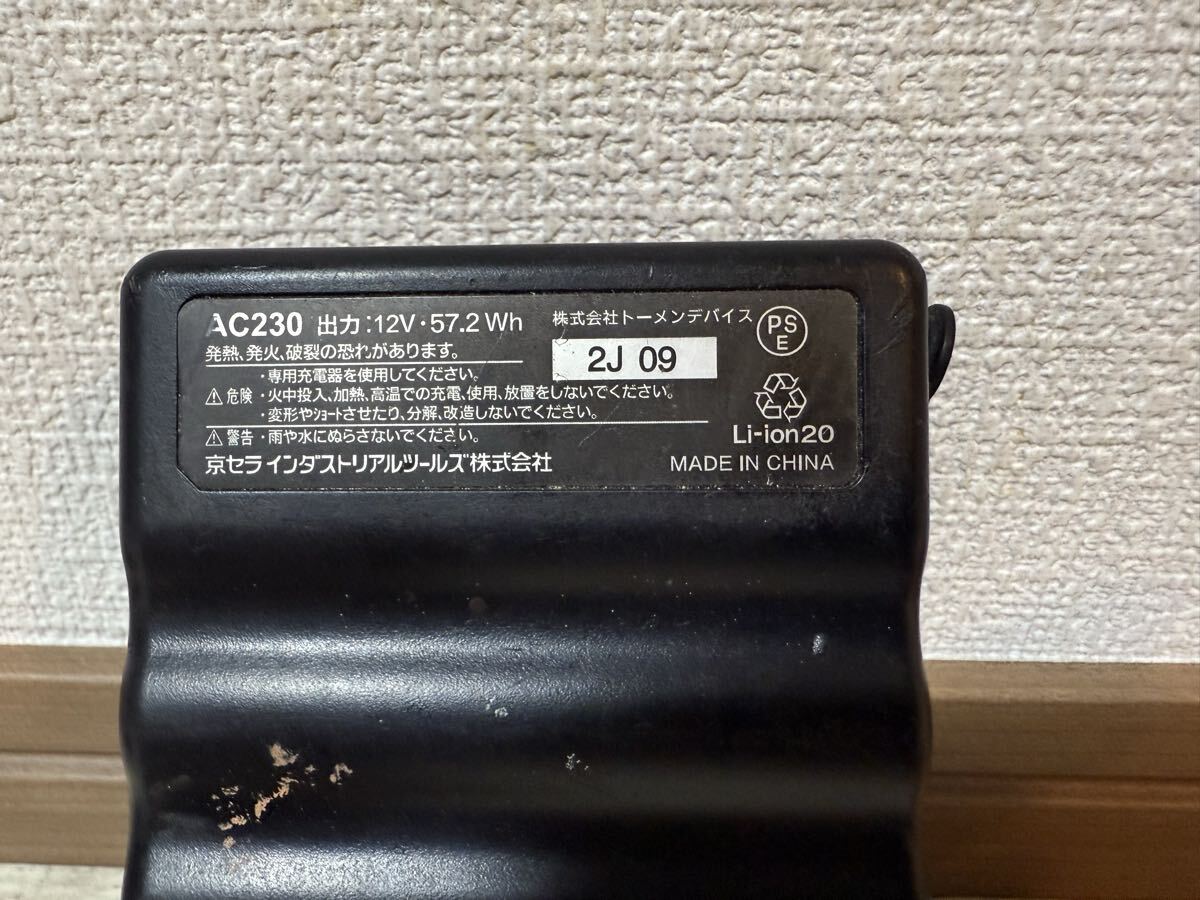 AC230 出力:12V・57.2Wh
発熱、発火、破裂の恐れがあります。
・専用充電器を使用してください。
⚠危険 ・火中投入、加熱、高温での充電、使用、放置をしないでください。
・変形やｼｮｰﾄさせたり、分解、改造しないでください。
⚠警告 ・雨や水にぬらさないでください。
京セラインダストリアルツールズ株式会社
株式会社トーメンデバイス
2J 09
PS
E
Li-ion20
MADE IN CHINA